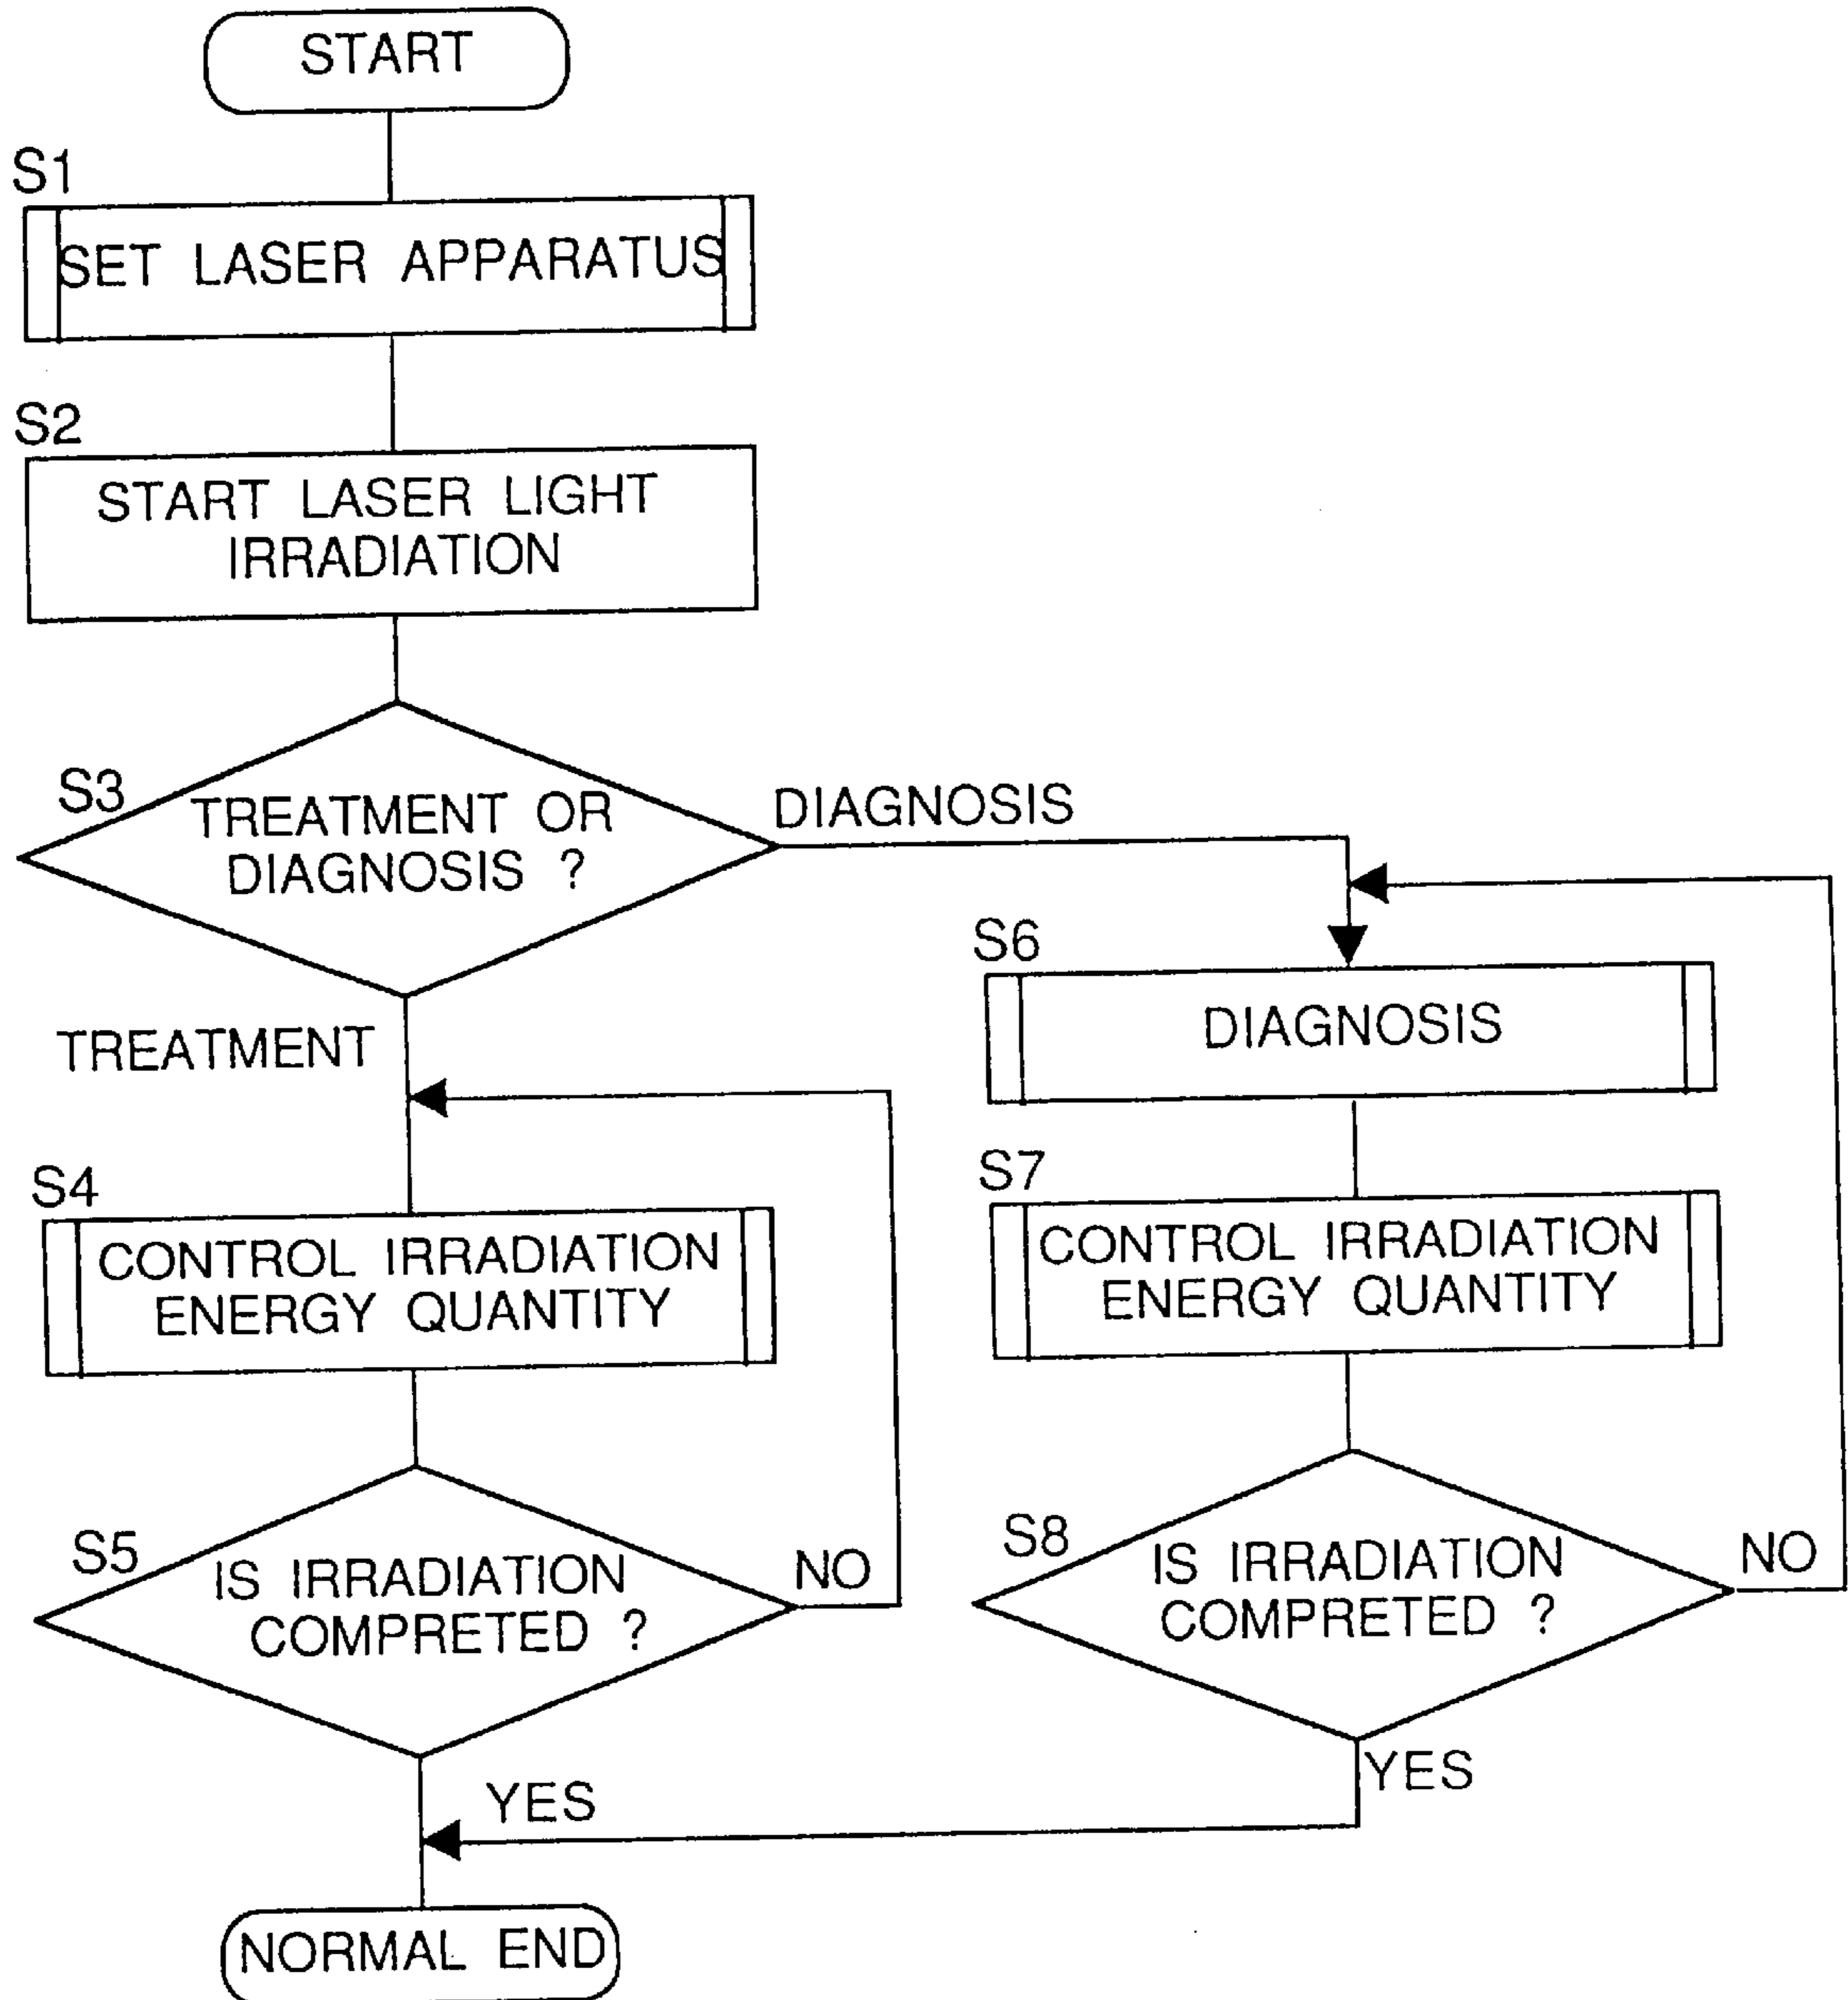 START
S1
SET LASER APPARATUS
S2
START LASER LIGHT
IRRADIATION
S3
TREATMENT OR
DIAGNOSIS ?
DIAGNOSIS
TREATMENT
S4
CONTROL IRRADIATION
ENERGY QUANTITY
S5
IS IRRADIATION
COMPRETED ?
NO
YES
S6
DIAGNOSIS
S7
CONTROL IRRADIATION
ENERGY QUANTITY
S8
IS IRRADIATION
COMPRETED ?
NO
YES
NORMAL END